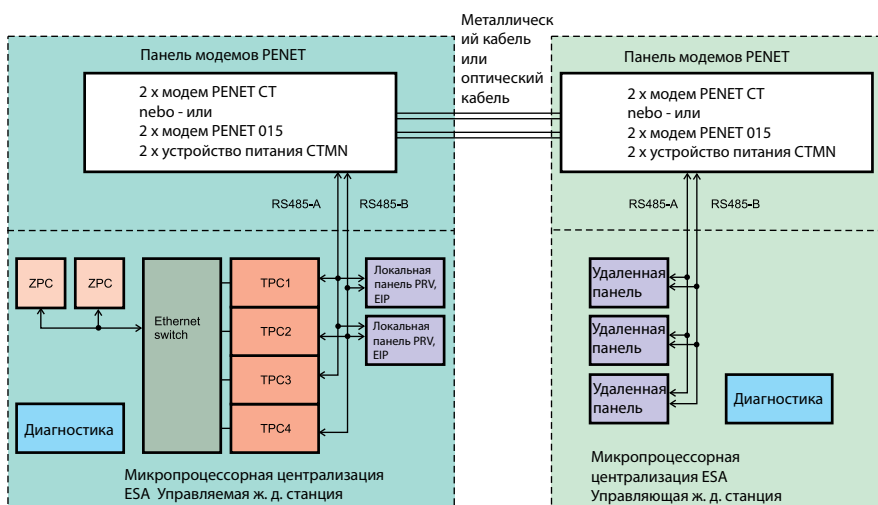 Металлическ
ий кабель
или
оптический
кабель
Панель модемов PENET
2 x модем PENET CT
nebo - или
2 x модем PENET 015
2 x устройство питания CTMN
Панель модемов PENET
2 x модем PENET CT
nebo - или
2 x модем PENET 015
2 x устройство питания CTMN
RS485-A
RS485-B
RS485-A
RS485-B
ZPC
ZPC
Ethernet
switch
TPC1
TPC2
TPC3
TPC4
Локальная
панель PRV,
EIP
Локальная
панель PRV,
EIP
Диагностика
Микропроцессорная централизация
ESA Управляемая ж. д. станция
Удаленная
панель
Удаленная
панель
Удаленная
панель
Диагностика
Микропроцессорная
централизация ESA
Управляющая ж. д. станция